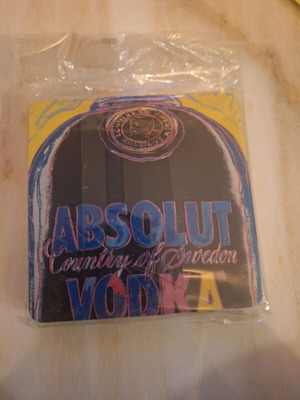 ABSOLUT
Country of Sweden
VODKA®